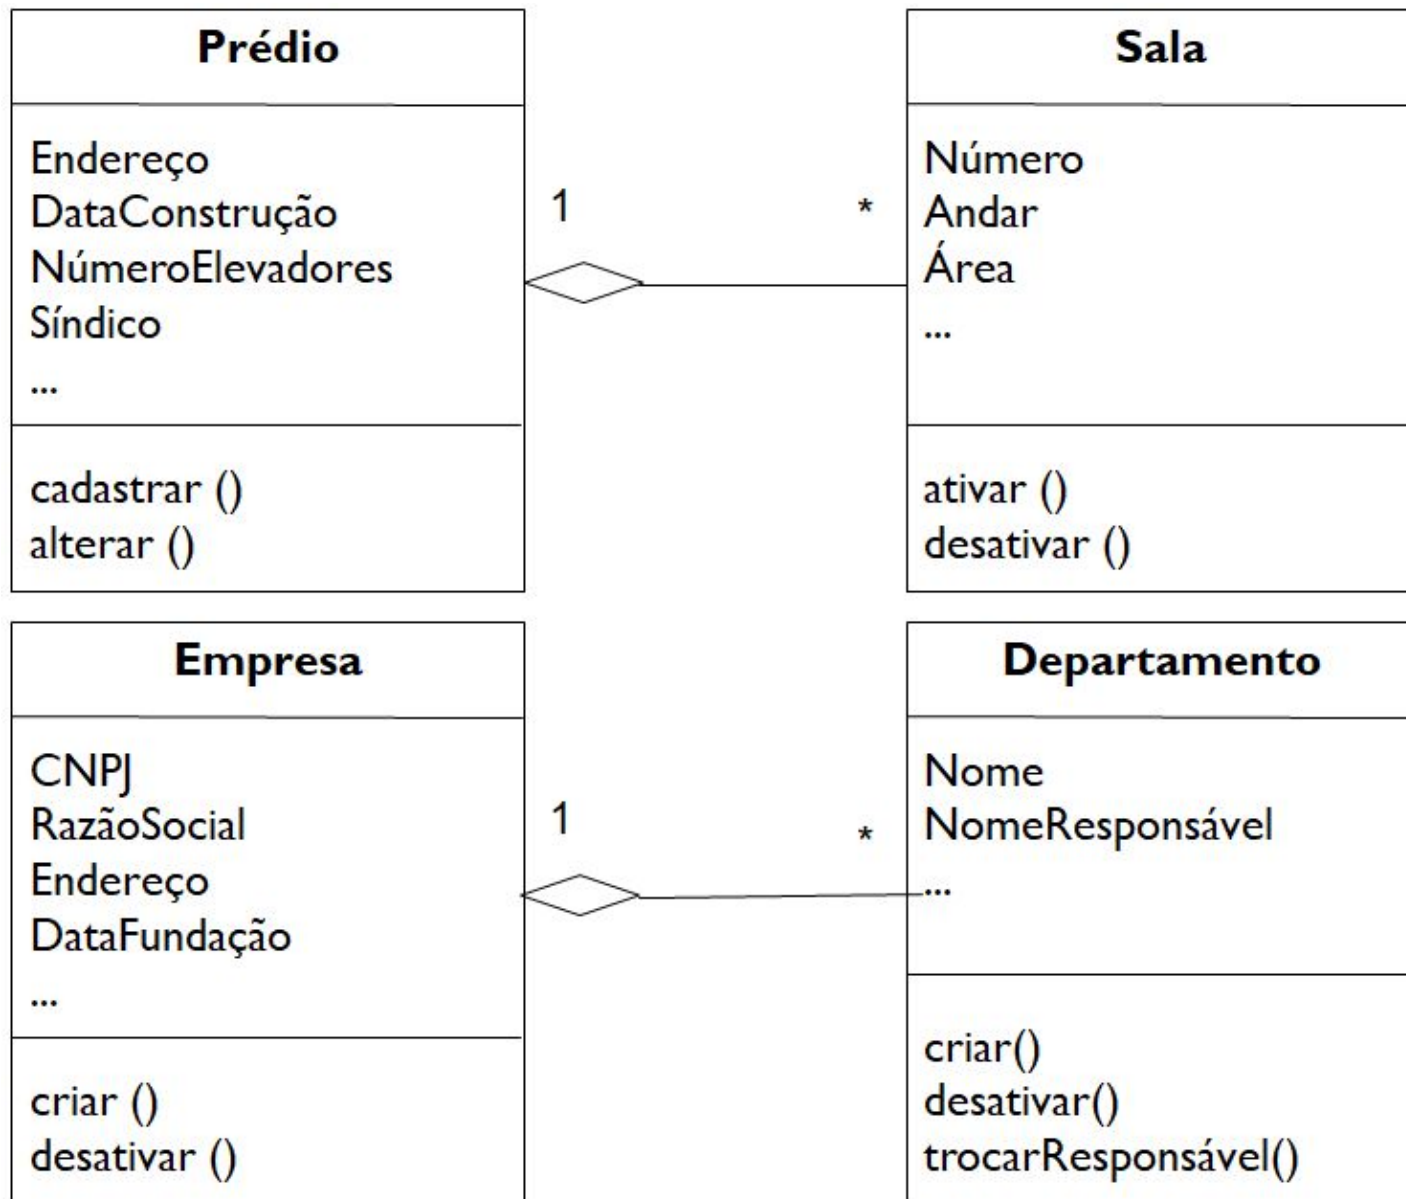 Prédio
Endereço
DataConstrução
NúmeroElevadores
Síndico
...
cadastrar ()
alterar ()
1
*
Sala
Número
Andar
Área
...
ativar ()
desativar ()
Empresa
CNPJ
RazãoSocial
Endereço
DataFundação
...
criar ()
desativar ()
1
*
Departamento
Nome
NomeResponsável
...
criar()
desativar()
trocarResponsável()